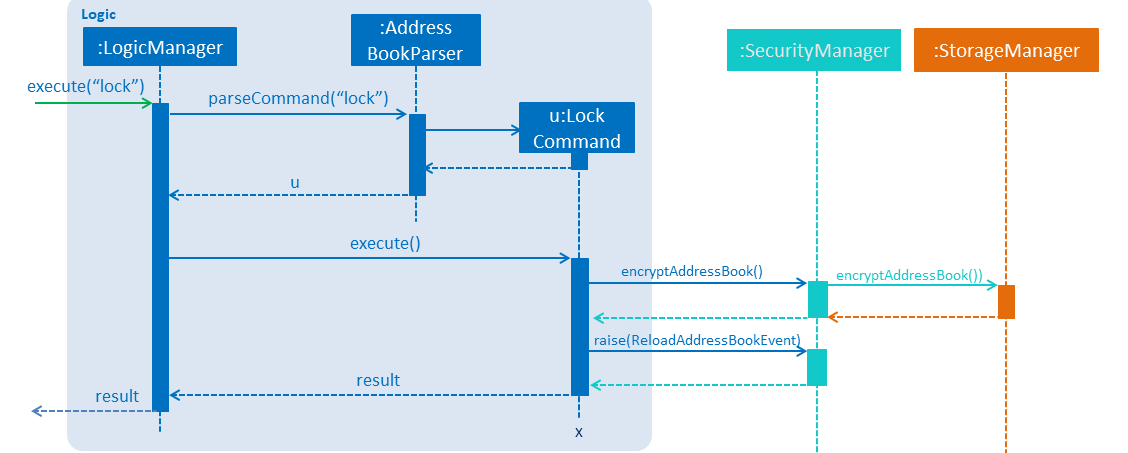 Logic
:LogicManager
:Address
BookParser
:SecurityManager
:StorageManager
execute(“lock”)
parseCommand(“lock”)
u:Lock
Command
u
execute()
encryptAddressBook()
encryptAddressBook())
raise(ReloadAddressBookEvent)
result
result
x